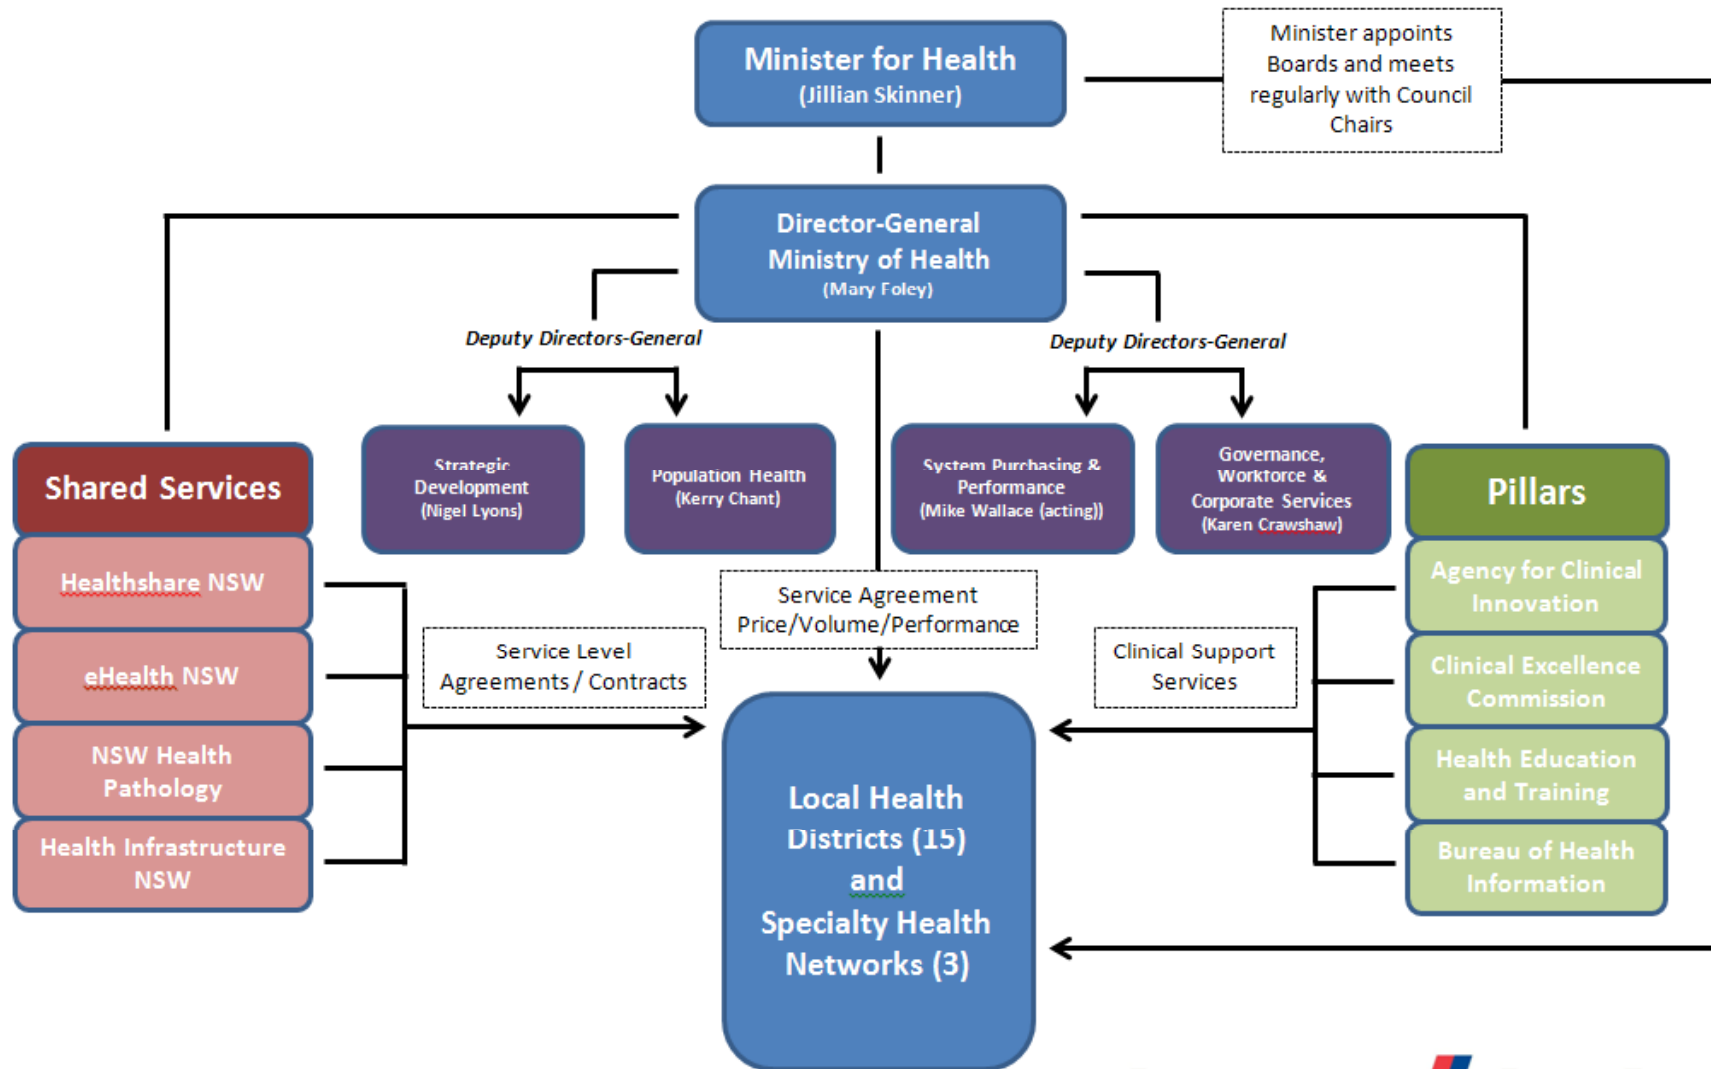 Minister for Health
(Jillian Skinner)
Minister appoints
Boards and meets
regularly with Council
Chairs
Director-General
Ministry of Health
(Mary Foley)
Deputy Directors-General
Deputy Directors-General
Strategic
Development
(Nigel Lyons)
Population Health
(Kerry Chant)
System Purchasing &
Performance
(Mike Wallace (acting))
Governance,
Workforce &
Corporate Services
(Karen Crawshaw)
Shared Services
Healthshare NSW
eHealth NSW
NSW Health
Pathology
Health Infrastructure
NSW
Service Level
Agreements / Contracts
Service Agreement
Price/Volume/Performance
Clinical Support
Services
Pillars
Agency for Clinical
Innovation
Clinical Excellence
Commission
Health Education
and Training
Bureau of Health
Information
Local Health
Districts (15)
and
Specialty Health
Networks (3)